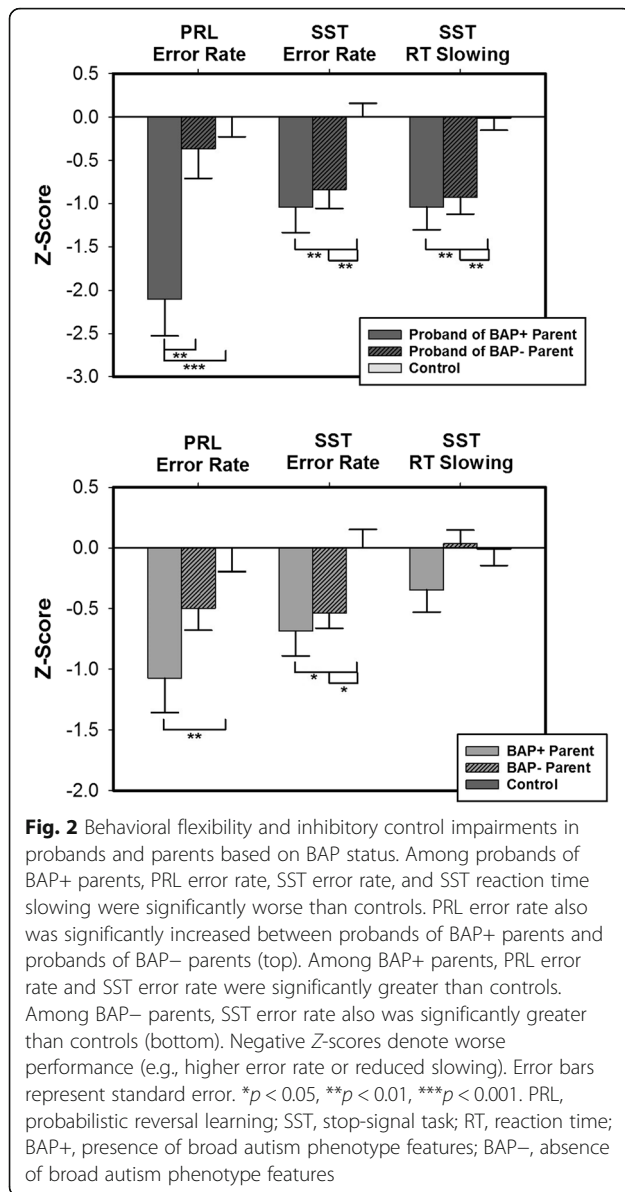 PRL SST SST
Error Rate Error Rate RT Slowing
0.5
0.0
-0.5
-1.0
-1.5
-2.0
-2.5
-3.0
Z-Score
** **
** **
**
***
Proband of BAP+ Parent
Proband of BAP- Parent
Control
PRL SST SST
Error Rate Error Rate RT Slowing
0.5
0.0
-0.5
-1.0
-1.5
-2.0
Z-Score
*
*
**
BAP+ Parent
BAP- Parent
Control
Fig. 2 Behavioral flexibility and inhibitory control impairments in
probands and parents based on BAP status. Among probands of
BAP+ parents, PRL error rate, SST error rate, and SST reaction time
slowing were significantly worse than controls. PRL error rate also
was significantly increased between probands of BAP+ parents and
probands of BAP− parents (top). Among BAP+ parents, PRL error
rate and SST error rate were significantly greater than controls.
Among BAP− parents, SST error rate also was significantly greater
than controls (bottom). Negative Z-scores denote worse
performance (e.g., higher error rate or reduced slowing). Error bars
represent standard error. *p < 0.05, **p < 0.01, ***p < 0.001. PRL,
probabilistic reversal learning; SST, stop-signal task; RT, reaction time;
BAP+, presence of broad autism phenotype features; BAP−, absence
of broad autism phenotype features